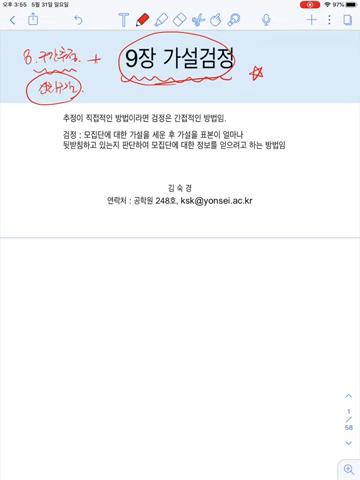 오후 3:55 5월 31일 일요일 97%
8. 구간추정 +
9장 가설검정
추정이 직접적인 방법이라면 검정은 간접적인 방법임.
검정 : 모집단에 대한 가설을 세운 후 가설을 표본이 얼마나
뒷받침하고 있는지 판단하여 모집단에 대한 정보를 얻으려고 하는 방법임
김 숙 경
연락처 : 공학원 248호, ksk@yonsei.ac.kr
1
/
58